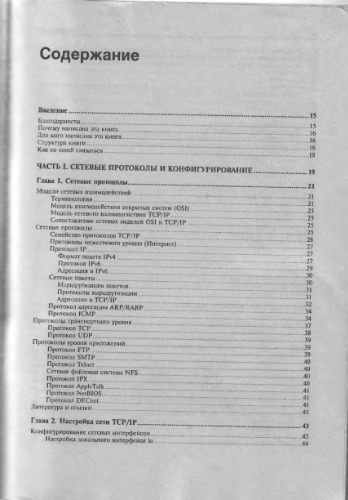 Содержание
Введение 15
Благодарности 15
Почему написана эта книга 16
Для кого написана эта книга 16
Структура книги 16
Как со мной связаться 18
ЧАСТЬ I. СЕТЕВЫЕ ПРОТОКОЛЫ И КОНФИГУРИРОВАНИЕ 19
Глава 1. Сетевые протоколы 21
Модели сетевых взаимодействий 21
Терминология 21
Модель взаимодействия открытых систем (OSI) 21
Модель сетевого взаимодействия TCP/IP 23
Сопоставление сетевых моделей OSI и TCP/IP 25
Сетевые протоколы 25
Семейство протоколов TCP/IP 25
Протоколы межсетевого уровня (Интернет) 26
Протокол IP 27
Формат пакета IPv4 27
Протокол IPv6 27
Адресация в IPv6 29
Сетевые пакеты 30
Маршрутизация пакетов 30
Протоколы маршрутизации 31
Адресация в TCP/IP 31
Протокол адресации ARP/RARP 32
Протокол ICMP 34
Протоколы транспортного уровня 34
Протокол TCP 37
Протокол UDP 38
Протоколы уровня приложений 39
Протокол FTP 39
Протокол SMTP 39
Протокол Telnet 40
Сетевая файловая система NFS 40
Протокол IPX 40
Протокол AppleTalk 41
Протокол NetBIOS 41
Протокол DECnet 41
Литература и ссылки 41
Глава 2. Настройка сети TCP/IP 42
Конфигурирование сетевых интерфейсов 43
Настройка локального интерфейса lo 44